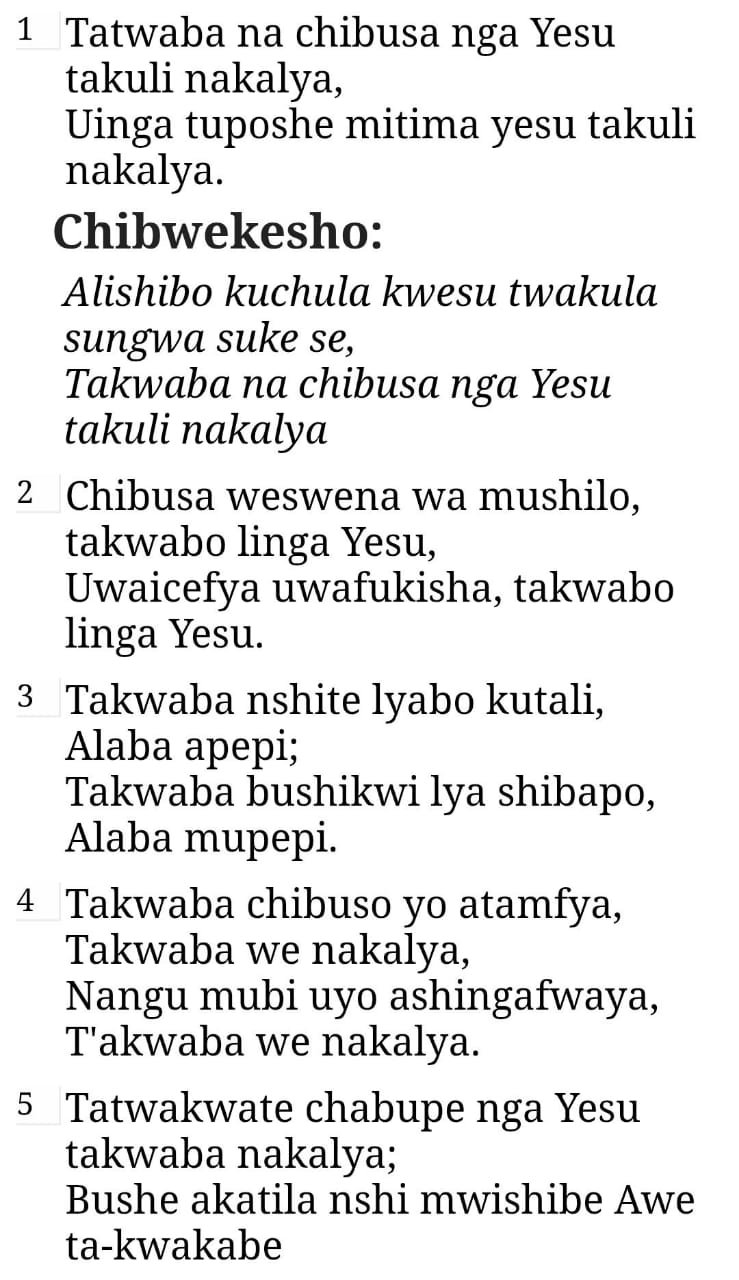 1 Tatwaba na chibusa nga Yesu
takuli nakalya,
Uinga tuposhe mitima yesu takuli
nakalya.
Chibwekesho:
Alishibo kuchula kwesu twakula
sungwa suke se,
Takwaba na chibusa nga Yesu
takuli nakalya
2 Chibusa weswena wa mushilo,
takwabo linga Yesu,
Uwaicefya uwafukisha, takwabo
linga Yesu.
3 Takwaba nshite lyabo kutali,
Alaba apepi;
Takwaba bushikwi lya shibapo,
Alaba mupepi.
4 Takwaba chibuso yo atamfya,
Takwaba we nakalya,
Nangu mubi uyo ashingafwaya,
T'akwaba we nakalya.
5 Tatwakwate chabupe nga Yesu
takwaba nakalya;
Bushe akatila nshi mwishibe Awe
ta-kwakabe